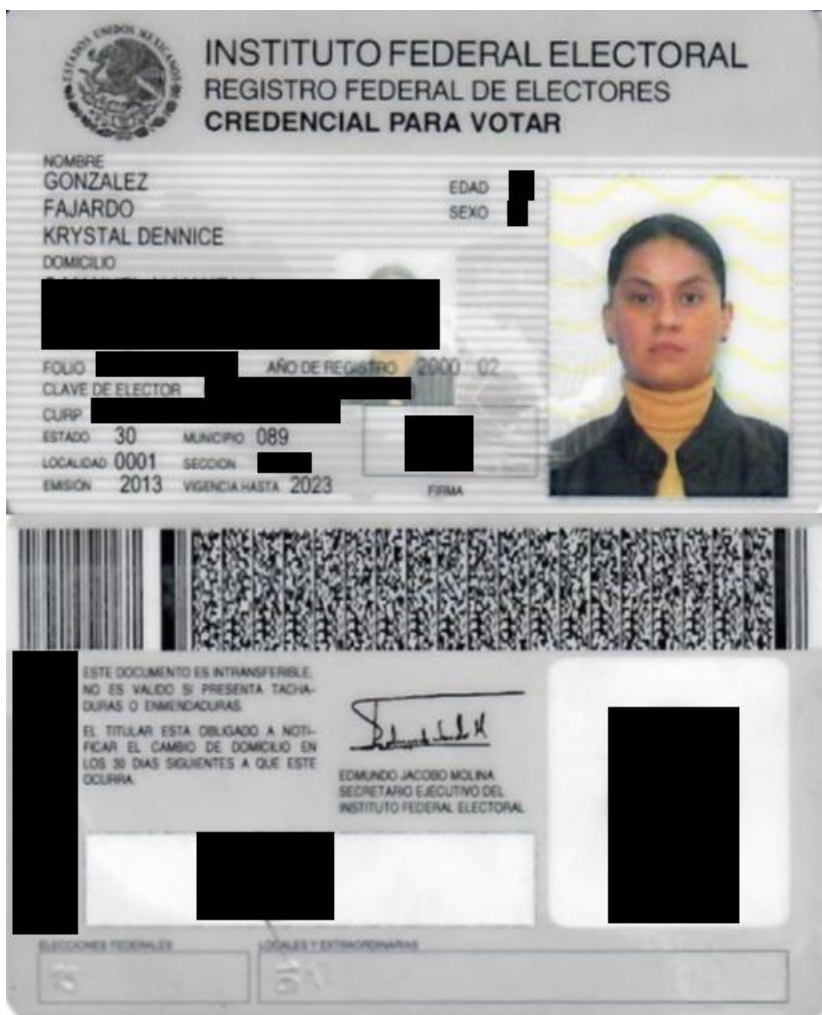 ESTADOS UNIDOS MEXICANOS
INSTITUTO FEDERAL ELECTORAL
REGISTRO FEDERAL DE ELECTORES
CREDENCIAL PARA VOTAR
NOMBRE
GONZALEZ
FAJARDO
KRYSTAL DENNICE
EDAD
SEXO
DOMICILIO
FOLIO
AÑO DE REGISTRO 2000 02
CLAVE DE ELECTOR
CURP
ESTADO 30 MUNICIPIO 089
LOCALIDAD 0001 SECCION
EMISION 2013 VIGENCIA HASTA 2023
FIRMA
ESTE DOCUMENTO ES INTRANSFERIBLE,
NO ES VALIDO SI PRESENTA TACHA-
DURAS O ENMENDADURAS
EL TITULAR ESTA OBLIGADO A NOTI-
FICAR EL CAMBIO DE DOMICILIO EN
LOS 30 DIAS SIGUIENTES A QUE ESTE
OCURRA.
EDMUNDO JACOBO MOLINA
SECRETARIO EJECUTIVO DEL
INSTITUTO FEDERAL ELECTORAL
ELECCIONES FEDERALES
LOCALES Y EXTRAORDINARIAS